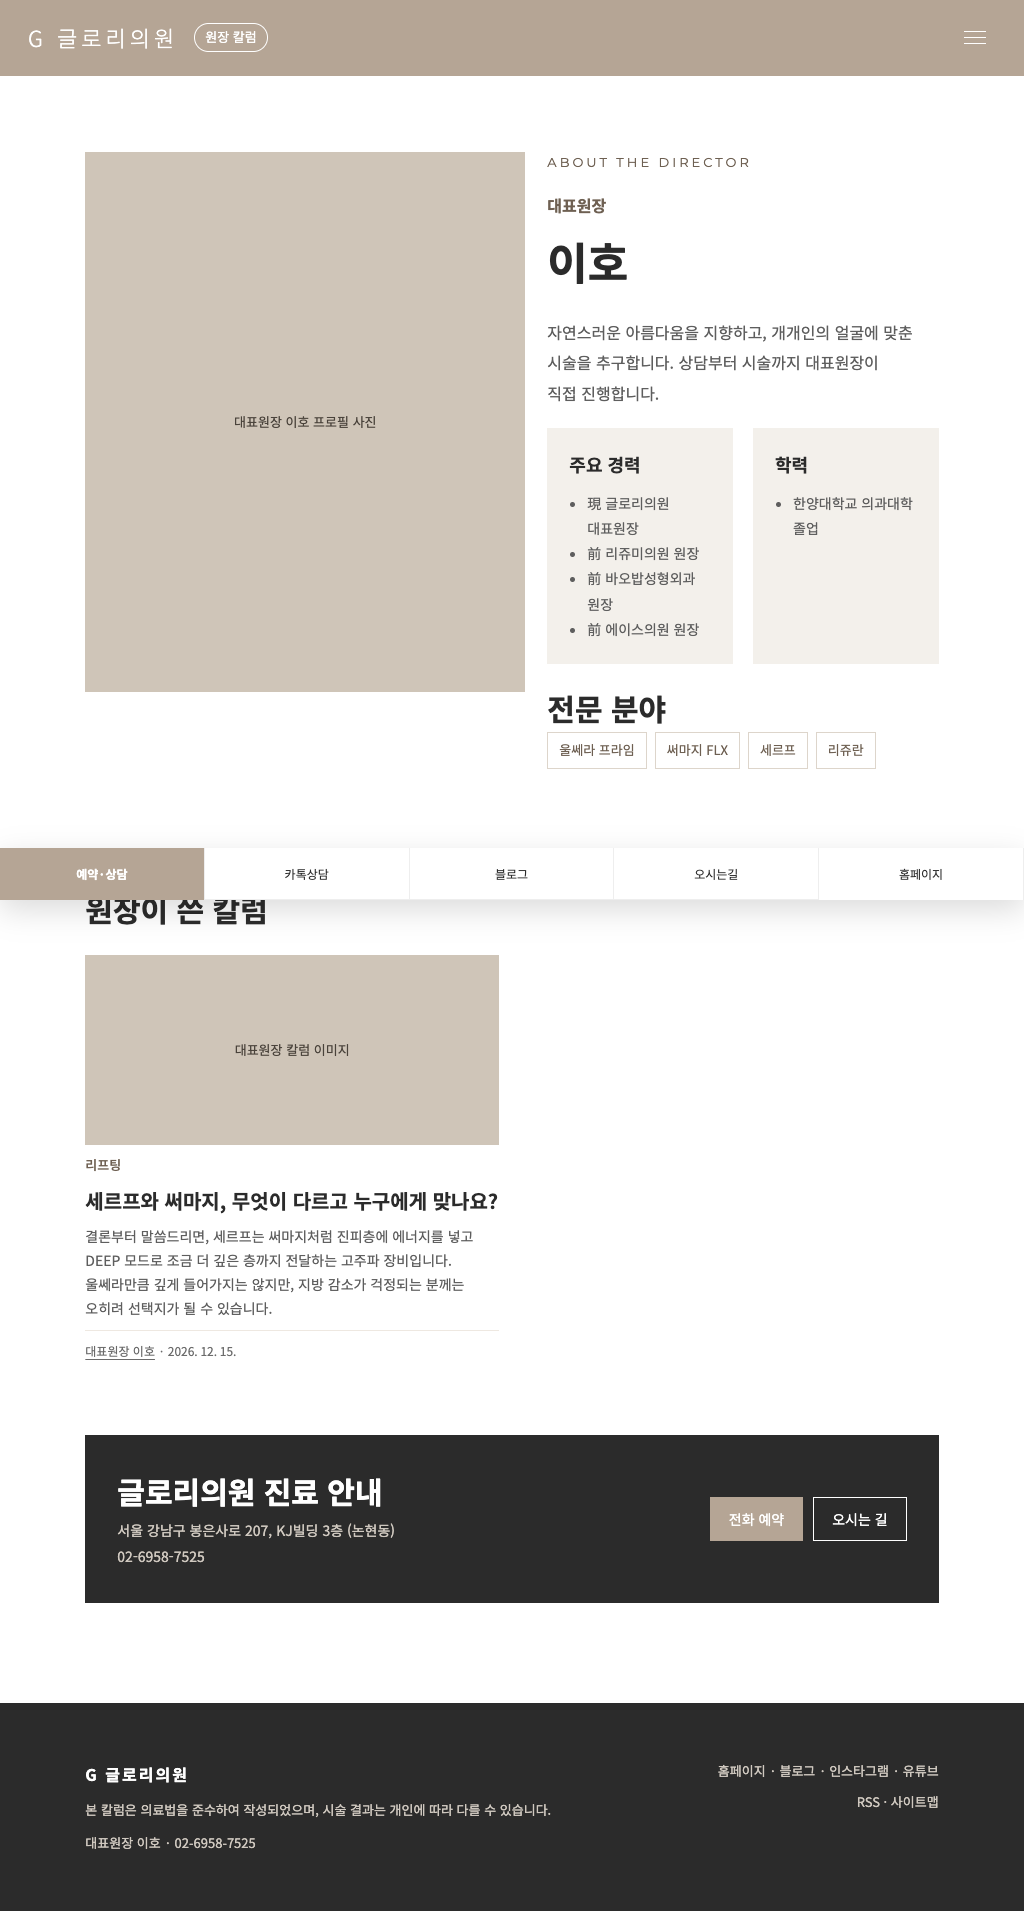 G 글로리의원
원장 칼럼
ABOUT THE DIRECTOR
대표원장
이호
대표원장 이호 프로필 사진
자연스러운 아름다움을 지향하고, 개개인의 얼굴에 맞춘
시술을 추구합니다. 상담부터 시술까지 대표원장이
직접 진행합니다.
주요 경력
現 글로리의원
대표원장
前 리쥬미의원 원장
前 바오밥성형외과
원장
前 에이스의원 원장
학력
한양대학교 의과대학
졸업
전문 분야
울쎄라 프라임
써마지 FLX
세르프
리쥬란
예약·상담
카톡상담
블로그
오시는길
홈페이지
원장이 쓴 칼럼
대표원장 칼럼 이미지
리프팅
세르프와 써마지, 무엇이 다르고 누구에게 맞나요?
결론부터 말씀드리면, 세르프는 써마지처럼 진피층에 에너지를 넣고
DEEP 모드로 조금 더 깊은 층까지 전달하는 고주파 장비입니다.
울쎄라만큼 깊게 들어가지는 않지만, 지방 감소가 걱정되는 분께는
오히려 선택지가 될 수 있습니다.
대표원장 이호 · 2026. 12. 15.
글로리의원 진료 안내
서울 강남구 봉은사로 207, KJ빌딩 3층 (논현동)
02-6958-7525
전화 예약
오시는 길
G 글로리의원
본 칼럼은 의료법을 준수하여 작성되었으며, 시술 결과는 개인에 따라 다를 수 있습니다.
대표원장 이호 · 02-6958-7525
홈페이지 · 블로그 · 인스타그램 · 유튜브
RSS · 사이트맵